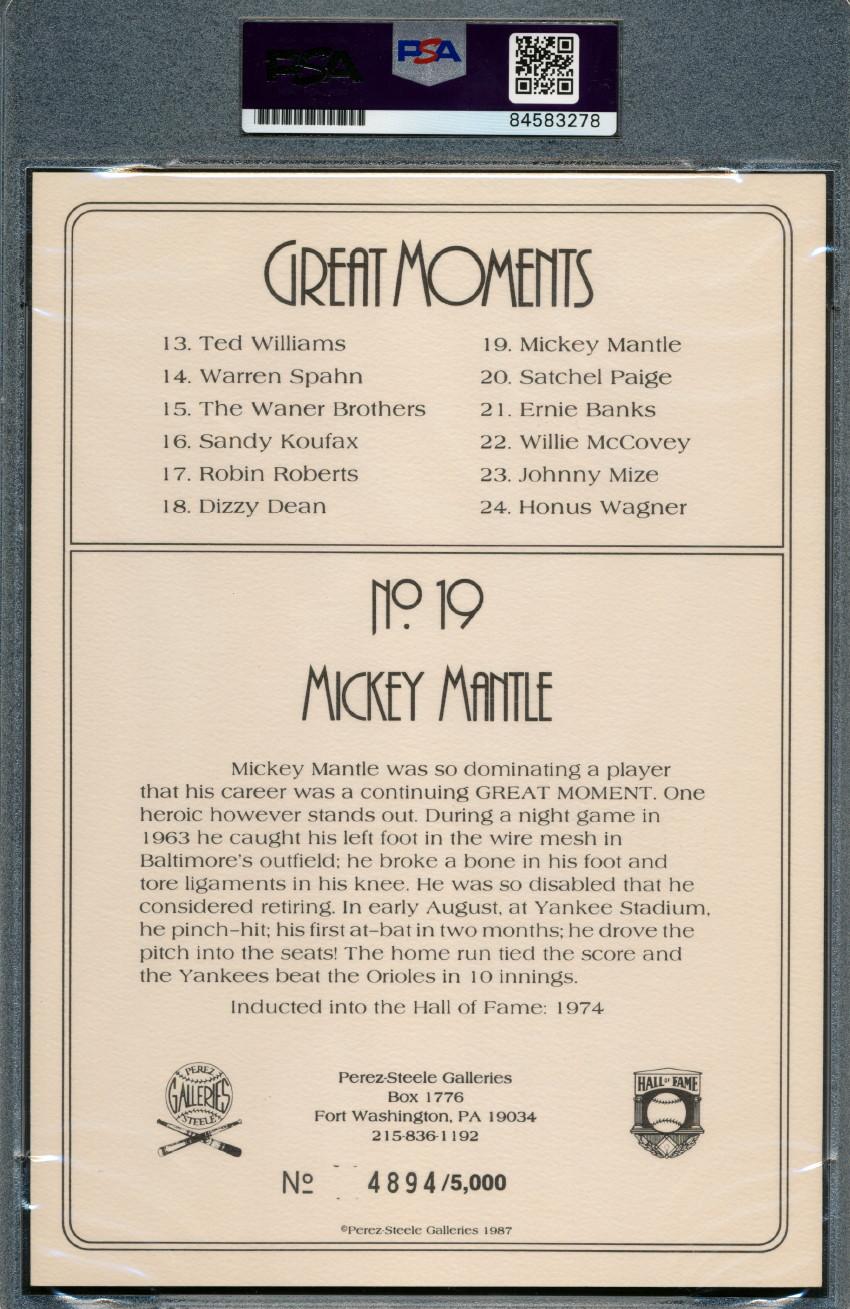 PSA
PSA
84583278
GREAT MOMENTS
13. Ted Williams
14. Warren Spahn
15. The Waner Brothers
16. Sandy Koufax
17. Robin Roberts
18. Dizzy Dean
19. Mickey Mantle
20. Satchel Paige
21. Ernie Banks
22. Willie McCovey
23. Johnny Mize
24. Honus Wagner
Nº 19
MICKEY MANTLE
Mickey Mantle was so dominating a player
that his career was a continuing GREAT MOMENT. One
heroic however stands out. During a night game in
1963 he caught his left foot in the wire mesh in
Baltimore's outfield; he broke a bone in his foot and
tore ligaments in his knee. He was so disabled that he
considered retiring. In early August, at Yankee Stadium,
he pinch-hit; his first at-bat in two months; he drove the
pitch into the seats! The home run tied the score and
the Yankees beat the Orioles in 10 innings.
Inducted into the Hall of Fame: 1974
PEREZ
GALLERIES
STEELE
Perez-Steele Galleries
Box 1776
Fort Washington, PA 19034
215-836-1192
HALL OF FAME
Nº 4894/5,000
©Perez-Steele Galleries 1987